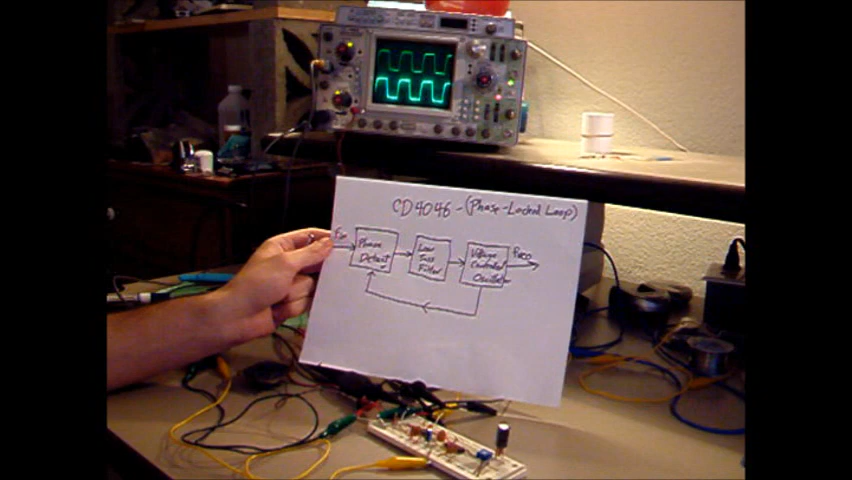 CD4046 - (Phase-Locked Loop)
fin
Phase
Detect
Low
Pass
Filter
Voltage
Controlled
Oscillator
fvco